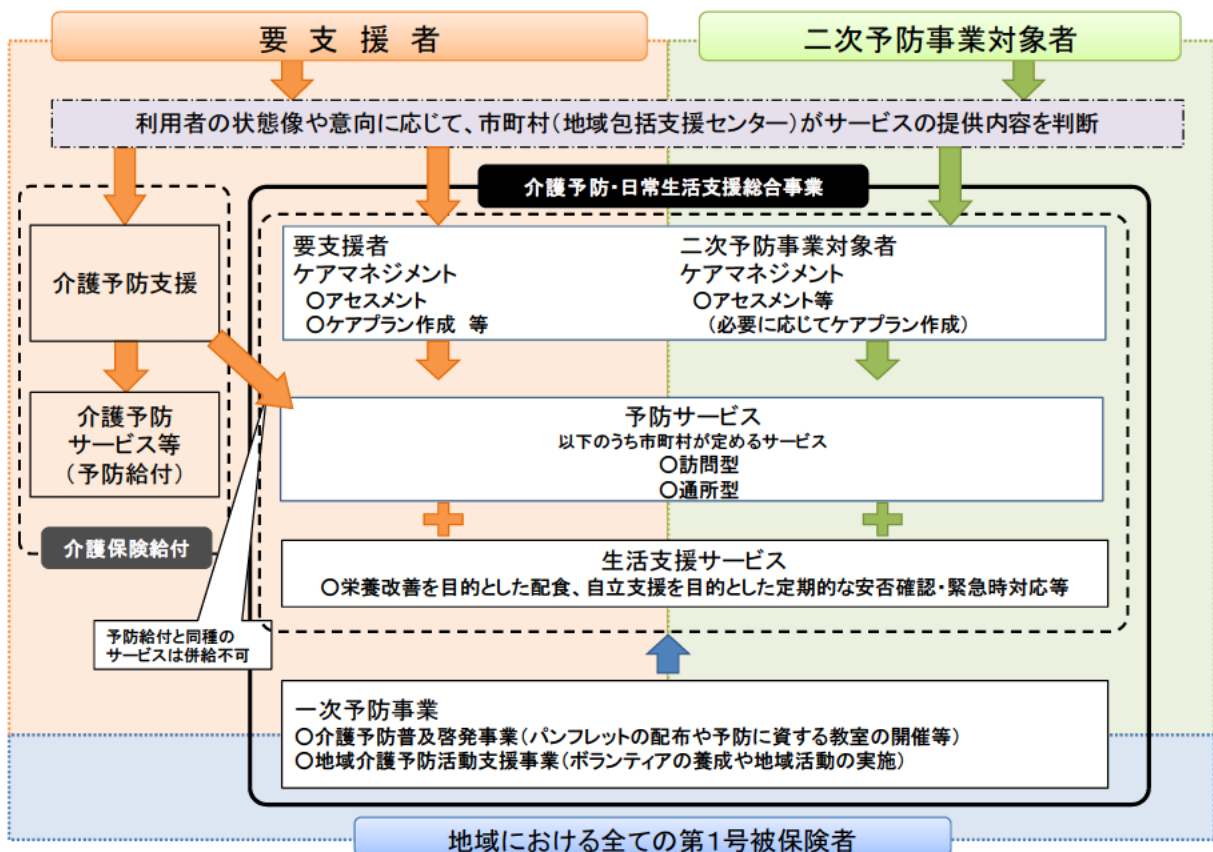 要支援者
二次予防事業対象者
利用者の状態像や意向に応じて、市町村(地域包括支援センター)がサービスの提供内容を判断
介護予防・日常生活支援総合事業
介護予防支援
要支援者
ケアマネジメント
○アセスメント
○ケアプラン作成 等
二次予防事業対象者
ケアマネジメント
○アセスメント等
(必要に応じてケアプラン作成)
介護予防
サービス等
(予防給付)
介護保険給付
予防サービス
以下のうち市町村が定めるサービス
○訪問型
○通所型
生活支援サービス
○栄養改善を目的とした配食、自立支援を目的とした定期的な安否確認・緊急時対応等
予防給付と同種の
サービスは併給不可
一次予防事業
○介護予防普及啓発事業(パンフレットの配布や予防に資する教室の開催等)
○地域介護予防活動支援事業(ボランティアの養成や地域活動の実施)
地域における全ての第1号被保険者